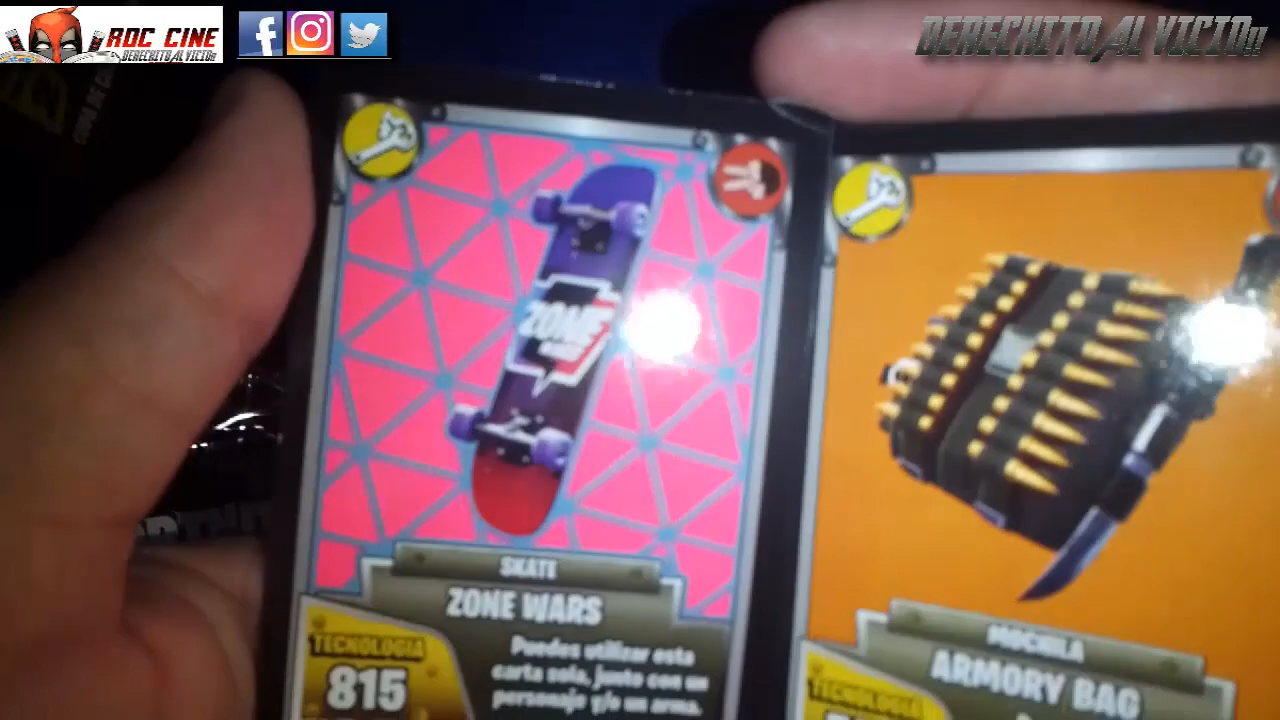 ROC CINE
DERECHITO AL VICIO!!
DERECHITO AL VICIO!!
ZONE
SKATE
ZONE WARS
TECNOLOGIA
815
Puedes utilizar esta
carta sola, junto con un
personaje y/o un arma.
MOCHILA
ARMORY BAG
TECNOLOGIA